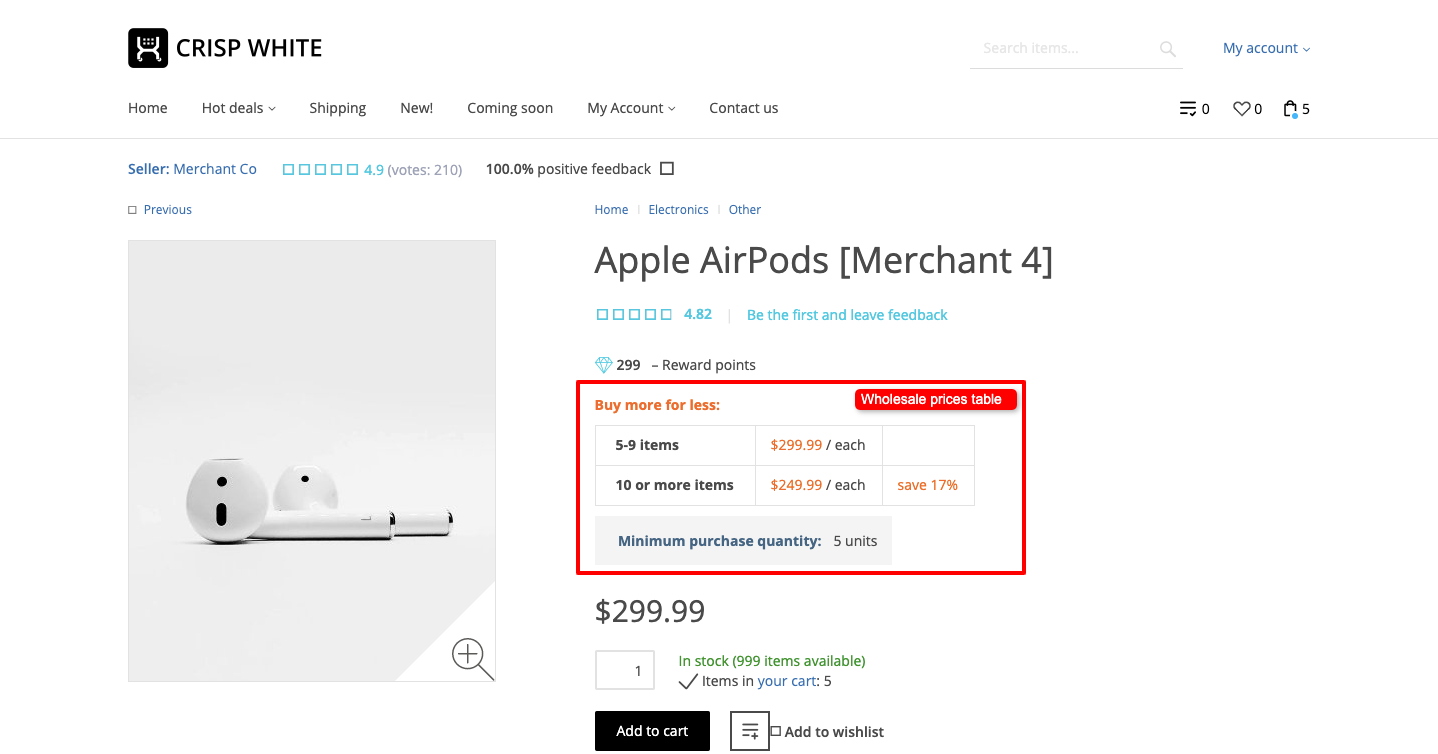 CRISP WHITE
Search items...
My account
Home Hot deals Shipping New! Coming soon My Account Contact us
0 0 5
Seller: Merchant Co 4.9 (votes: 210) 100.0% positive feedback
Previous
Home Electronics Other
Apple AirPods [Merchant 4]
4.82 | Be the first and leave feedback
299 – Reward points
Buy more for less:
Wholesale prices table
5-9 items $299.99 / each
10 or more items $249.99 / each save 17%
Minimum purchase quantity: 5 units
$299.99
1
In stock (999 items available)
Items in your cart: 5
Add to cart
Add to wishlist